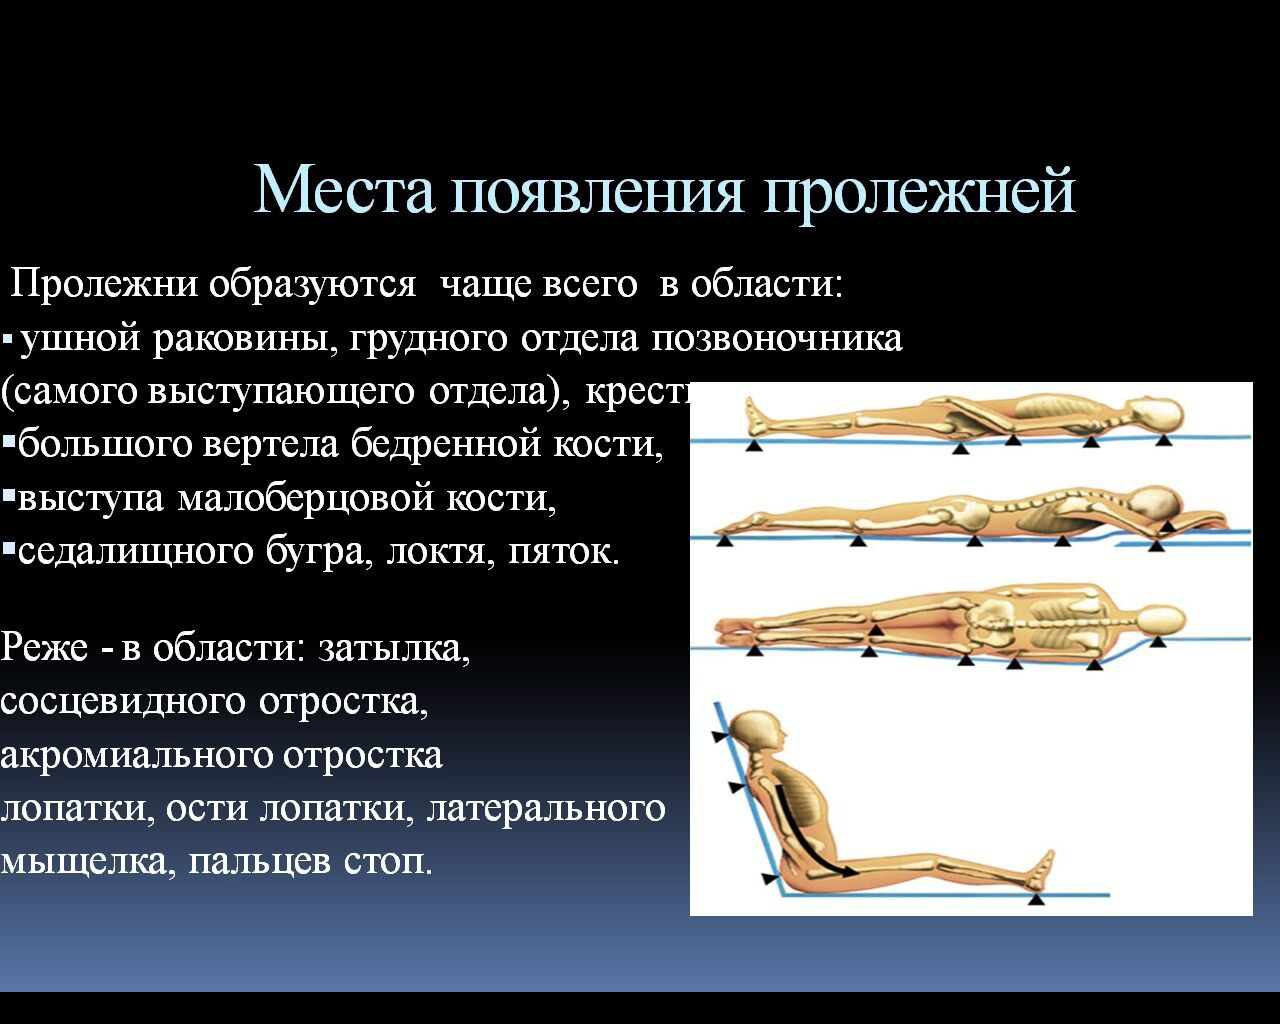 Места появления пролежней
Пролежни образуются чаще всего в области:
▪ ушной раковины, грудного отдела позвоночника
(самого выступающего отдела),
▪большого вертела бедренной кости,
▪выступа малоберцовой кости,
▪седалищного бугра, локтя, пяток.
Реже - в области: затылка,
сосцевидного отростка,
акромиального отростка
лопатки, ости лопатки, латерального
мыщелка, пальцев стоп.